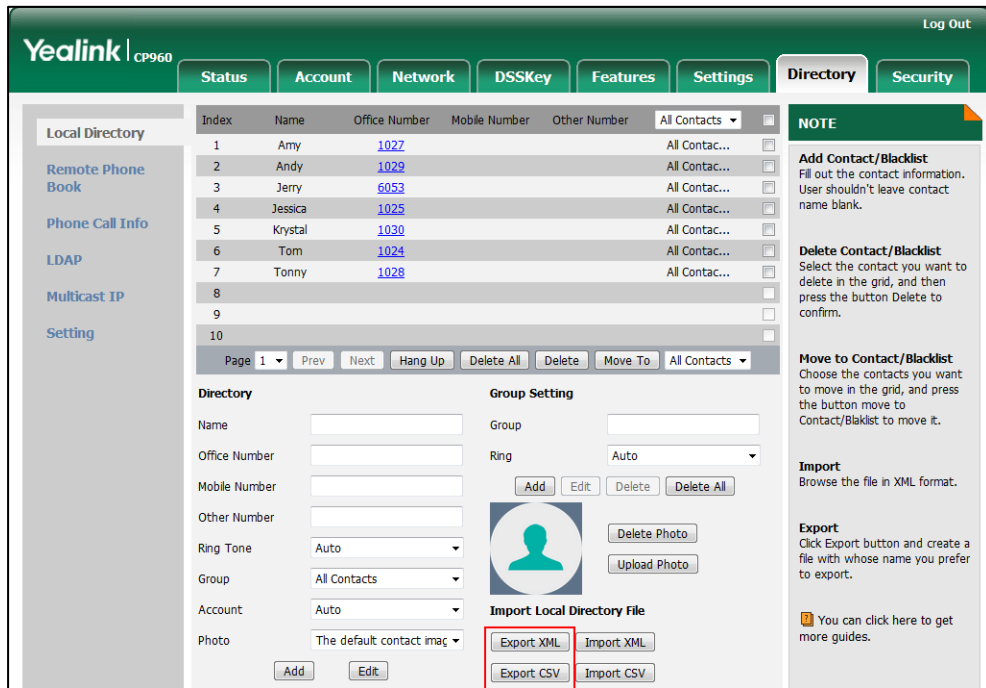 Log Out
Yealink CP960
Status Account Network DSSKey Features Settings Directory Security
Local Directory
Remote Phone
Book
Phone Call Info
LDAP
Multicast IP
Setting
Index Name Office Number Mobile Number Other Number All Contacts
1 Amy 1027 All Contac...
2 Andy 1029 All Contac...
3 Jerry 6053 All Contac...
4 Jessica 1025 All Contac...
5 Krystal 1030 All Contac...
6 Tom 1024 All Contac...
7 Tonny 1028 All Contac...
8
9
10
Page 1 Prev Next Hang Up Delete All Delete Move To All Contacts
Directory
Name
Office Number
Mobile Number
Other Number
Ring Tone Auto
Group All Contacts
Account Auto
Photo The default contact imag
Add Edit
Group Setting
Group
Ring Auto
Add Edit Delete Delete All
Delete Photo
Upload Photo
Import Local Directory File
Export XML Import XML
Export CSV Import CSV
NOTE
Add Contact/Blacklist
Fill out the contact information.
User shouldn't leave contact
name blank.
Delete Contact/Blacklist
Select the contact you want to
delete in the grid, and then
press the button Delete to
confirm.
Move to Contact/Blacklist
Choose the contacts you want
to move in the grid, and press
the button move to
Contact/Blaklist to move it.
Import
Browse the file in XML format.
Export
Click Export button and create a
file with whose name you prefer
to export.
You can click here to get
more guides.